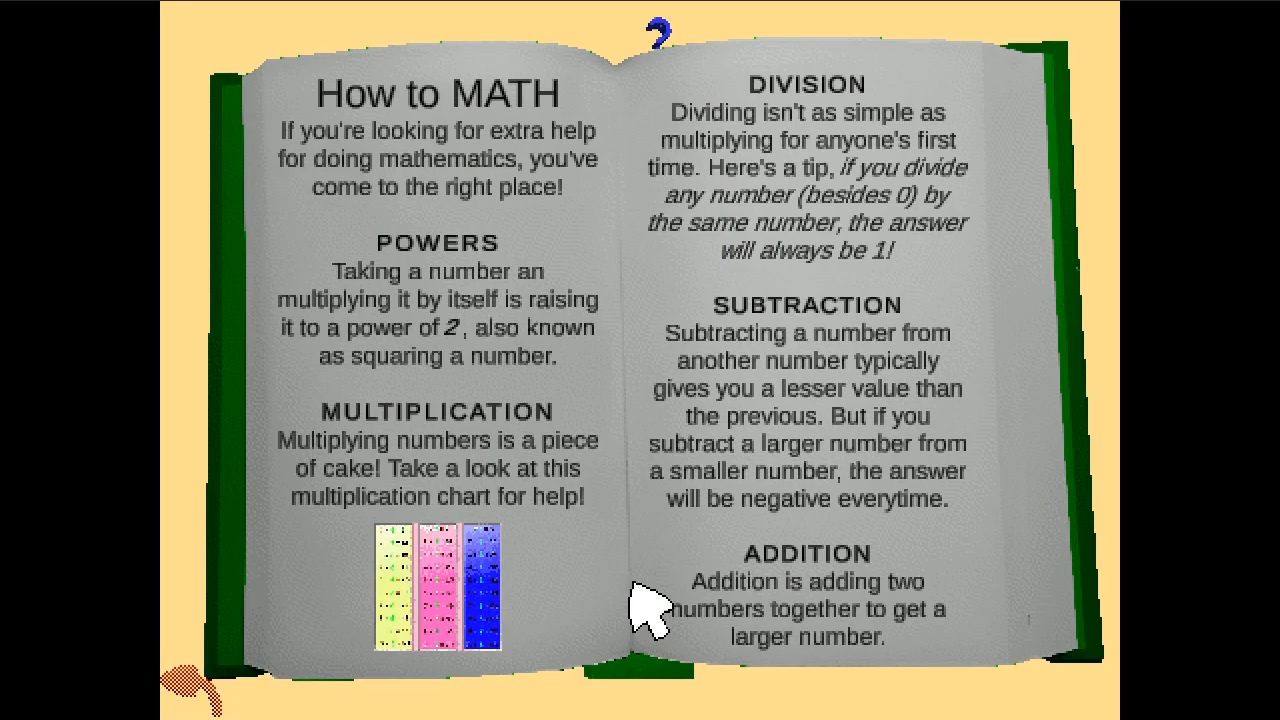 ?
How to MATH
If you're looking for extra help
for doing mathematics, you've
come to the right place!
POWERS
Taking a number an
multiplying it by itself is raising
it to a power of 2 , also known
as squaring a number.
MULTIPLICATION
Multiplying numbers is a piece
of cake! Take a look at this
multiplication chart for help!
DIVISION
Dividing isn't as simple as
multiplying for anyone's first
time. Here's a tip, if you divide
any number (besides 0) by
the same number, the answer
will always be 1!
SUBTRACTION
Subtracting a number from
another number typically
gives you a lesser value than
the previous. But if you
subtract a larger number from
a smaller number, the answer
will be negative everytime.
ADDITION
Addition is adding two
numbers together to get a
larger number.